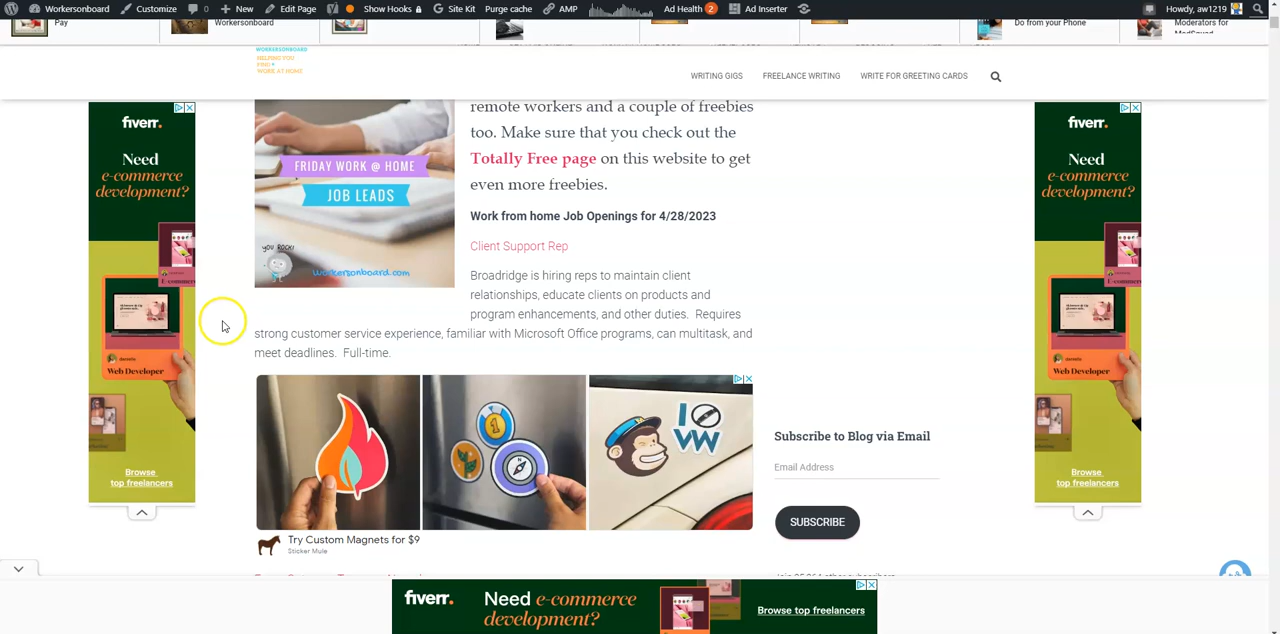 Workersonboard
Customize
0
New
Edit Page
Show Hooks
Site Kit
Purge cache
AMP
Ad Health 2
Ad Inserter
Howdy, aw1219
Pay
Workersonboard
Do from your Phone
Moderators for
ModSquad
WORKERSONBOARD
HELPING YOU
FIND
WORK AT HOME
WRITING GIGS
FREELANCE WRITING
WRITE FOR GREETING CARDS
fiverr.
Need
e-commerce
development?
danielle
Web Developer
Browse
top freelancers
FRIDAY WORK @ HOME
JOB LEADS
YOU ROCK!
workersonboard.com
remote workers and a couple of freebies
too. Make sure that you check out the
Totally Free page on this website to get
even more freebies.
Work from home Job Openings for 4/28/2023
Client Support Rep
Broadridge is hiring reps to maintain client
relationships, educate clients on products and
program enhancements, and other duties. Requires
strong customer service experience, familiar with Microsoft Office programs, can multitask, and
meet deadlines. Full-time.
1
I
VW
Try Custom Magnets for $9
Sticker Mule
Subscribe to Blog via Email
Email Address
SUBSCRIBE
fiverr.
Need
e-commerce
development?
danielle
Web Developer
Browse
top freelancers
fiverr.
Need e-commerce
development?
Browse top freelancers